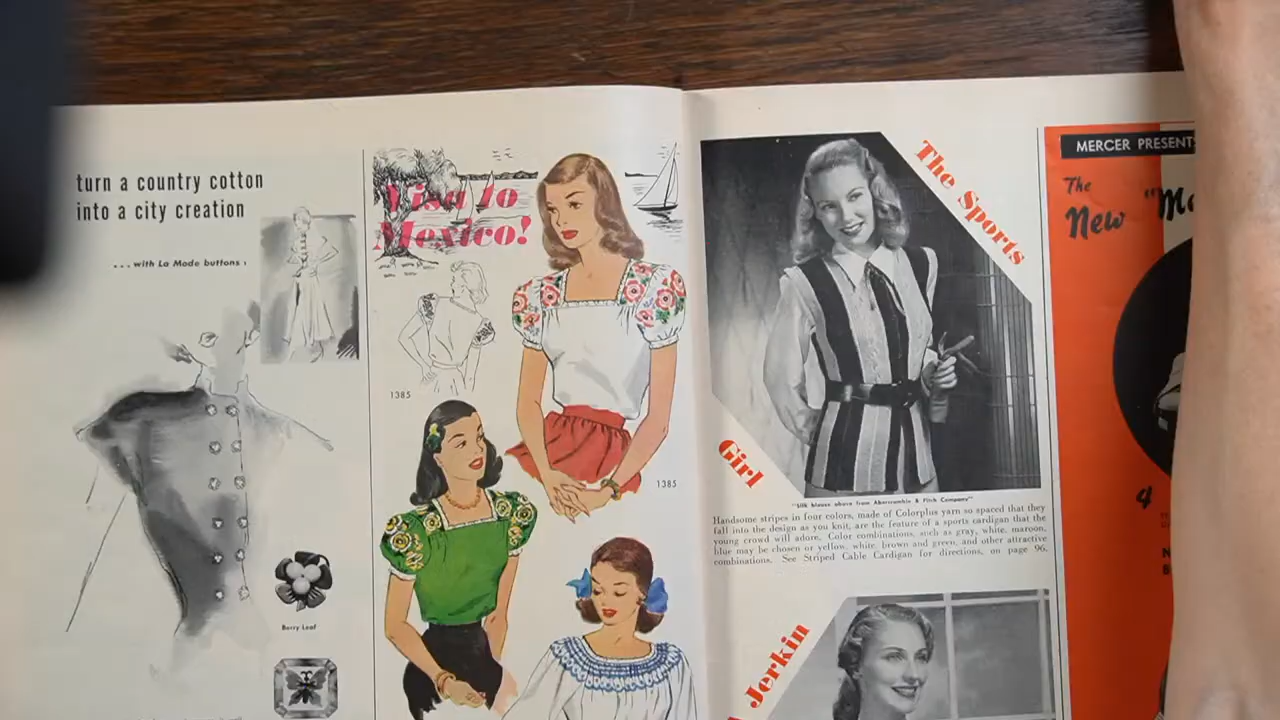 turn a country cotton
into a city creation
... with La Mode buttons
Berry Leaf
Visa to
Mexico!
1385
1385
The Sports
Girl
"Silk blouse above from Abercrombie & Fitch Company"
Handsome stripes in four colors, made of Colorplus yarn so spaced that they
fall into the design as you knit, are the feature of a sports cardigan that the
young crowd will adore. Color combinations, such as gray, white, maroon,
blue may be chosen or yellow, white, brown and green, and other attractive
combinations. See Striped Cable Cardigan for directions, on page 96.
Jerkin
MERCER PRESENT
The
New